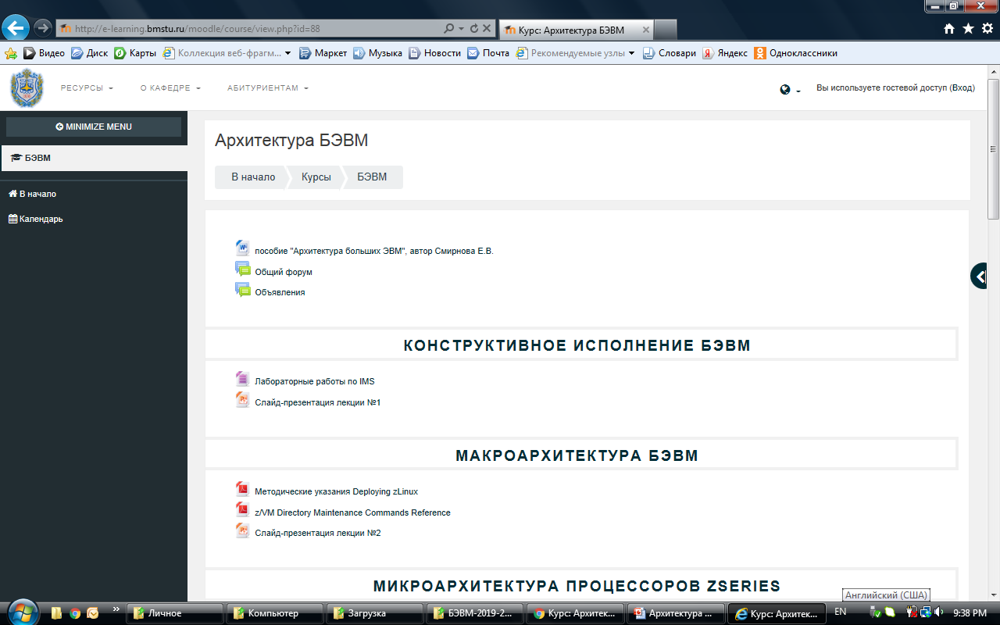 http://e-learning.bmstu.ru/moodle/course/view.php?id=88
Курс: Архитектура БЭВМ
Видео Диск Карты Коллекция веб-фрагм... Маркет Музыка Новости Почта Рекомендуемые узлы Словари Яндекс Одноклассники
РЕСУРСЫ О КАФЕДРЕ АБИТУРИЕНТАМ Вы используете гостевой доступ (Вход)
MINIMIZE MENU
БЭВМ
В начало
Календарь
Архитектура БЭВМ
В начало Курсы БЭВМ
пособие "Архитектура больших ЭВМ", автор Смирнова Е.В.
Общий форум
Объявления
КОНСТРУКТИВНОЕ ИСПОЛНЕНИЕ БЭВМ
Лабораторные работы по IMS
Слайд-презентация лекции №1
МАКРОАРХИТЕКТУРА БЭВМ
Методические указания Deploying zLinux
z/VM Directory Maintenance Commands Reference
Слайд-презентация лекции №2
МИКРОАРХИТЕКТУРА ПРОЦЕССОРОВ ZSERIES
Английский (США)
Личное Компьютер Загрузка БЭВМ-2019-2... Курс: Архитек... Архитектура ... Курс: Архитек... EN 9:38 PM